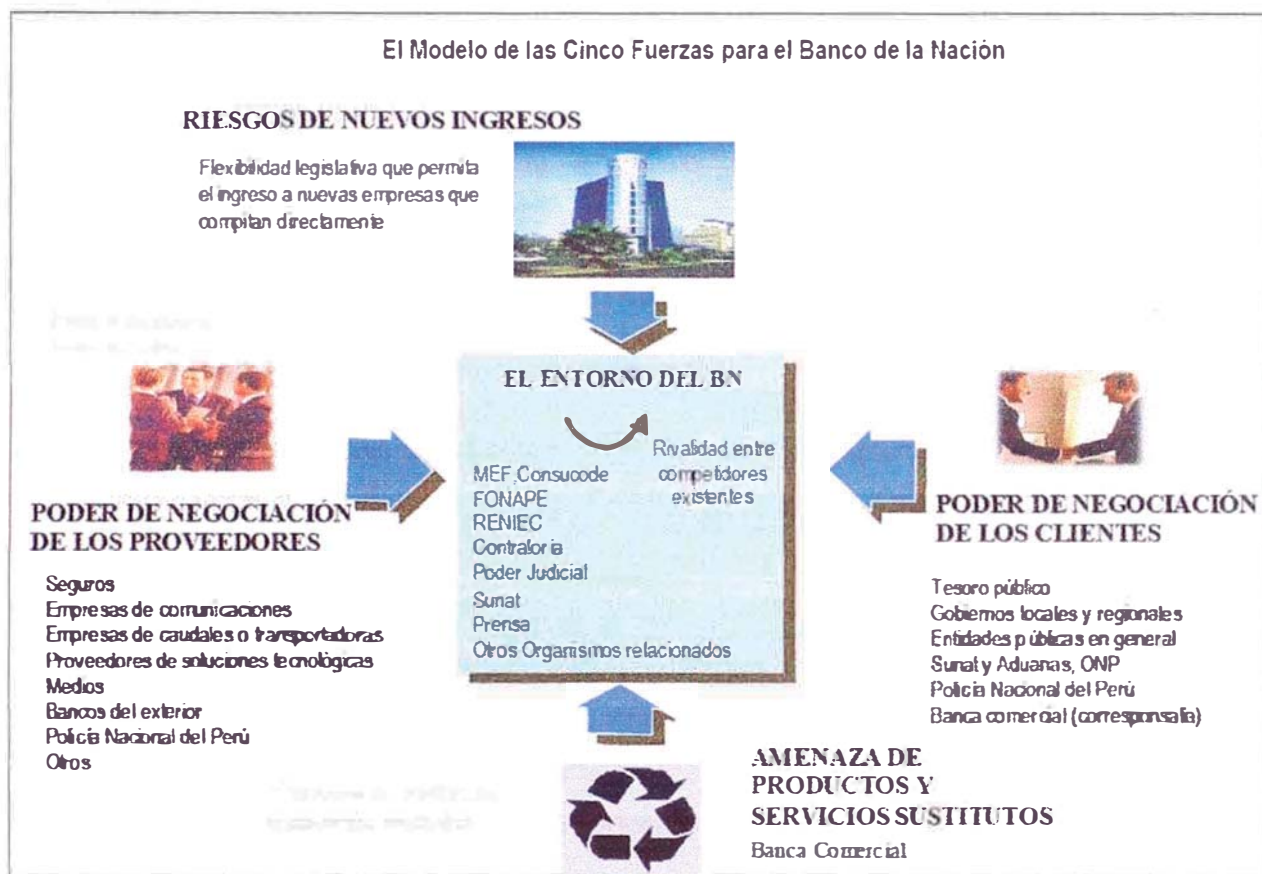 El Modelo de las Cinco Fuerzas para el Banco de la Nación
RIESGOS DE NUEVOS INGRESOS
Flexibilidad legislativa que permita
el ingreso a nuevas empresas que
compitan directamente
EL ENTORNO DEL BN
Rivalidad entre
competidores
existentes
MEF, Consucode
FONAPE
RENIEC
Contraloria
Poder Judicial
Sunat
Prensa
Otros Organismos relacionados
PODER DE NEGOCIACIÓN
DE LOS PROVEEDORES
Seguros
Empresas de comunicaciones
Empresas de caudales o transportadoras
Proveedores de soluciones tecnológicas
Medios
Bancos del exterior
Policía Nacional del Perú
Otros
PODER DE NEGOCIACIÓN
DE LOS CLIENTES
Tesoro público
Gobiernos locales y regionales
Entidades públicas en general
Sunat y Aduanas, ONP
Policía Nacional del Perú
Banca comercial (corresponsalía)
AMENAZA DE
PRODUCTOS Y
SERVICIOS SUSTITUTOS
Banca Comercial